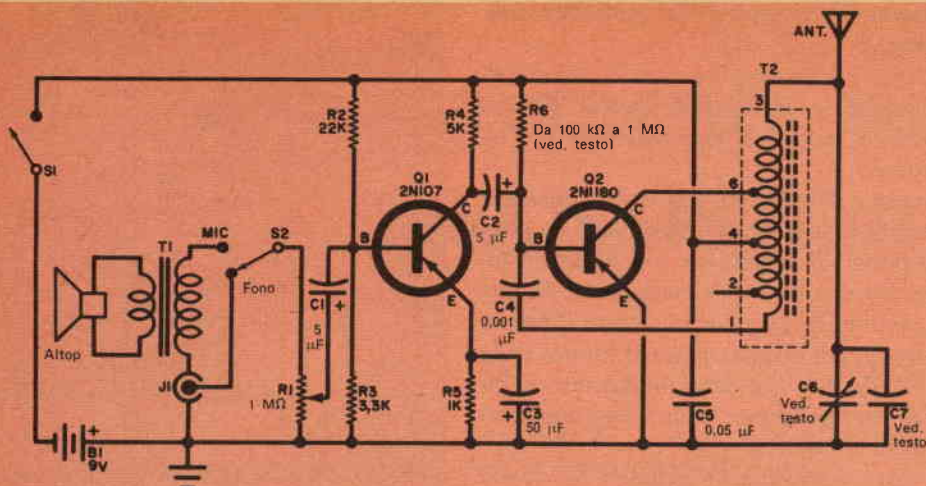 ANT.
T2
3
6
4
2
1
R2
22K
R4
5K
R6
Da 100 kΩ a 1 MΩ
(ved. testo)
S1
Q1
2N107
C
B
E
C2
5 µF
+
Q2
2N1180
C
B
E
T1
MIC
S2
Fono
C1
5
µF
+
C4
0,001
µF
Altop
J1
R1
1 MΩ
R3
3,3K
R5
1K
C3
50 µF
+
C5
0,05 µF
C6
Ved.
testo
C7
Ved.
testo
+
B1
9V